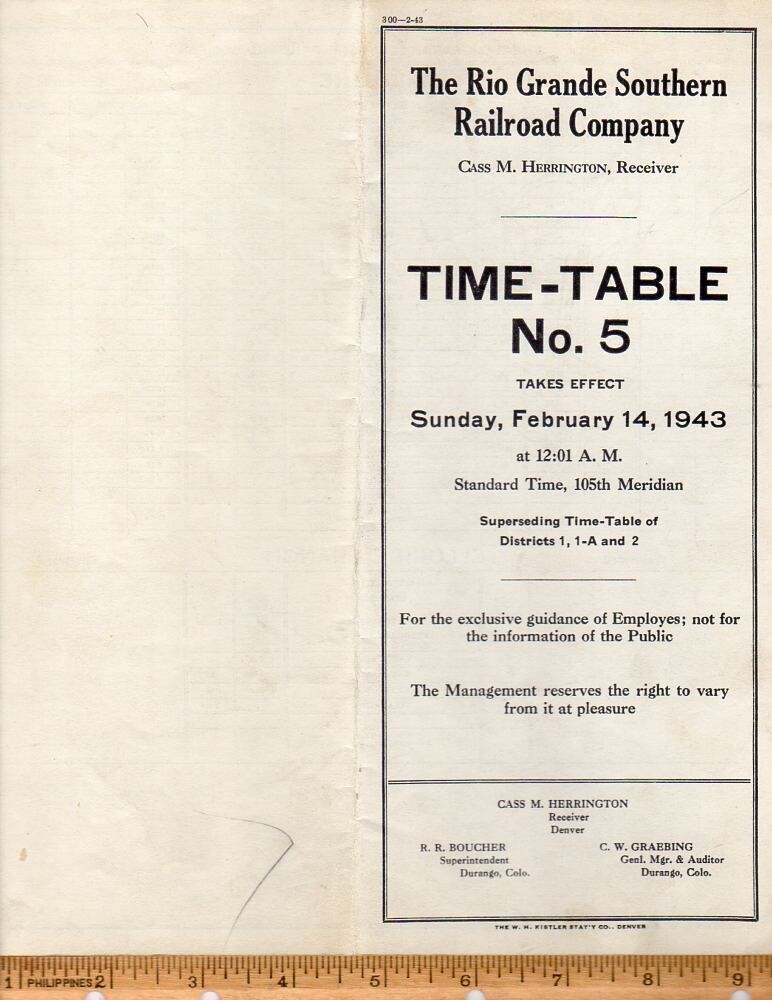 300—2-43
The Rio Grande Southern
Railroad Company
Cass M. Herrington, Receiver
TIME-TABLE
No. 5
TAKES EFFECT
Sunday, February 14, 1943
at 12:01 A. M.
Standard Time, 105th Meridian
Superseding Time-Table of
Districts 1, 1-A and 2
For the exclusive guidance of Employes; not for
the information of the Public
The Management reserves the right to vary
from it at pleasure
CASS M. HERRINGTON
Receiver
Denver
R. R. BOUCHER
Superintendent
Durango, Colo.
C. W. GRAEBING
Genl. Mgr. & Auditor
Durango, Colo.
THE W. H. KISTLER STAT'Y CO., DENVER
1 PHILIPPINES 2 3 4 5 6 7 8 9